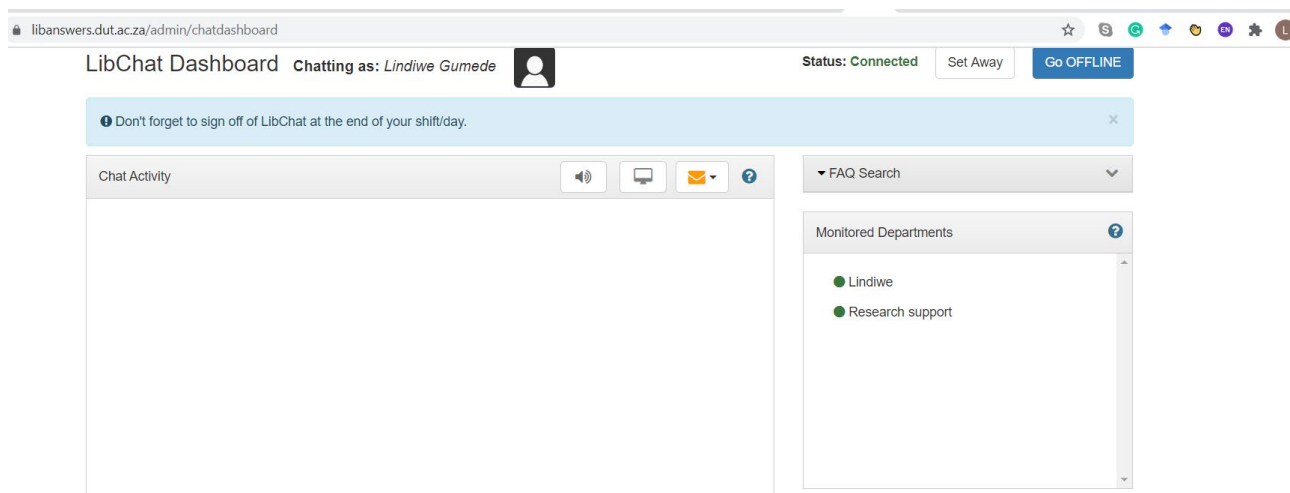 libanswers.dut.ac.za/admin/chatdashboard
LibChat Dashboard Chatting as: Lindiwe Gumede
Status: Connected Set Away Go OFFLINE
Don't forget to sign off of LibChat at the end of your shift/day.
Chat Activity
FAQ Search
Monitored Departments
Lindiwe
Research support